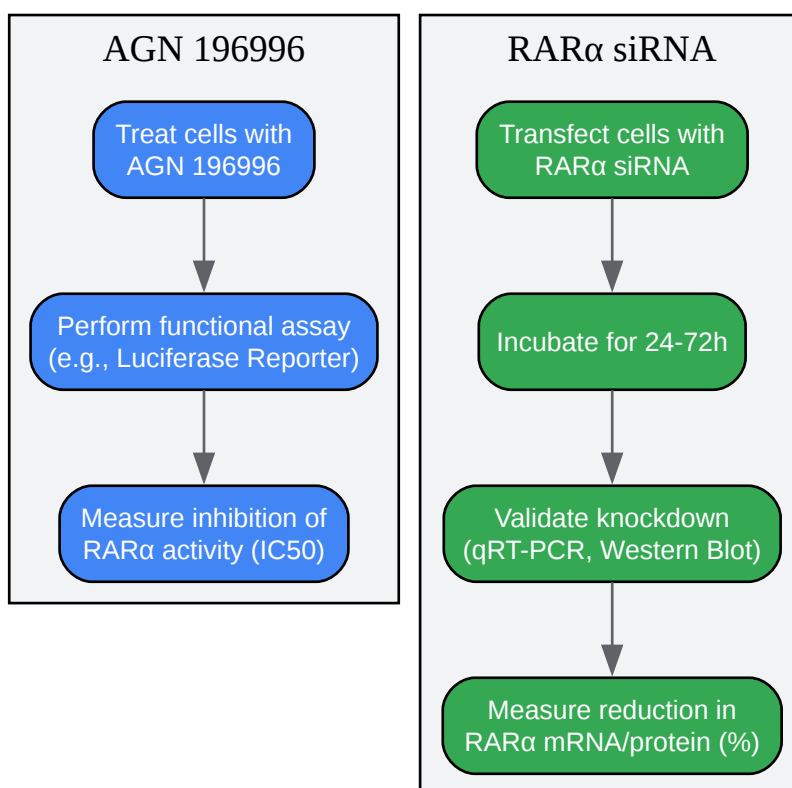 AGN 196996
Treat cells with
AGN 196996
Perform functional assay
(e.g., Luciferase Reporter)
Measure inhibition of
RARα activity (IC50)
RARα siRNA
Transfect cells with
RARα siRNA
Incubate for 24-72h
Validate knockdown
(qRT-PCR, Western Blot)
Measure reduction in
RARα mRNA/protein (%)